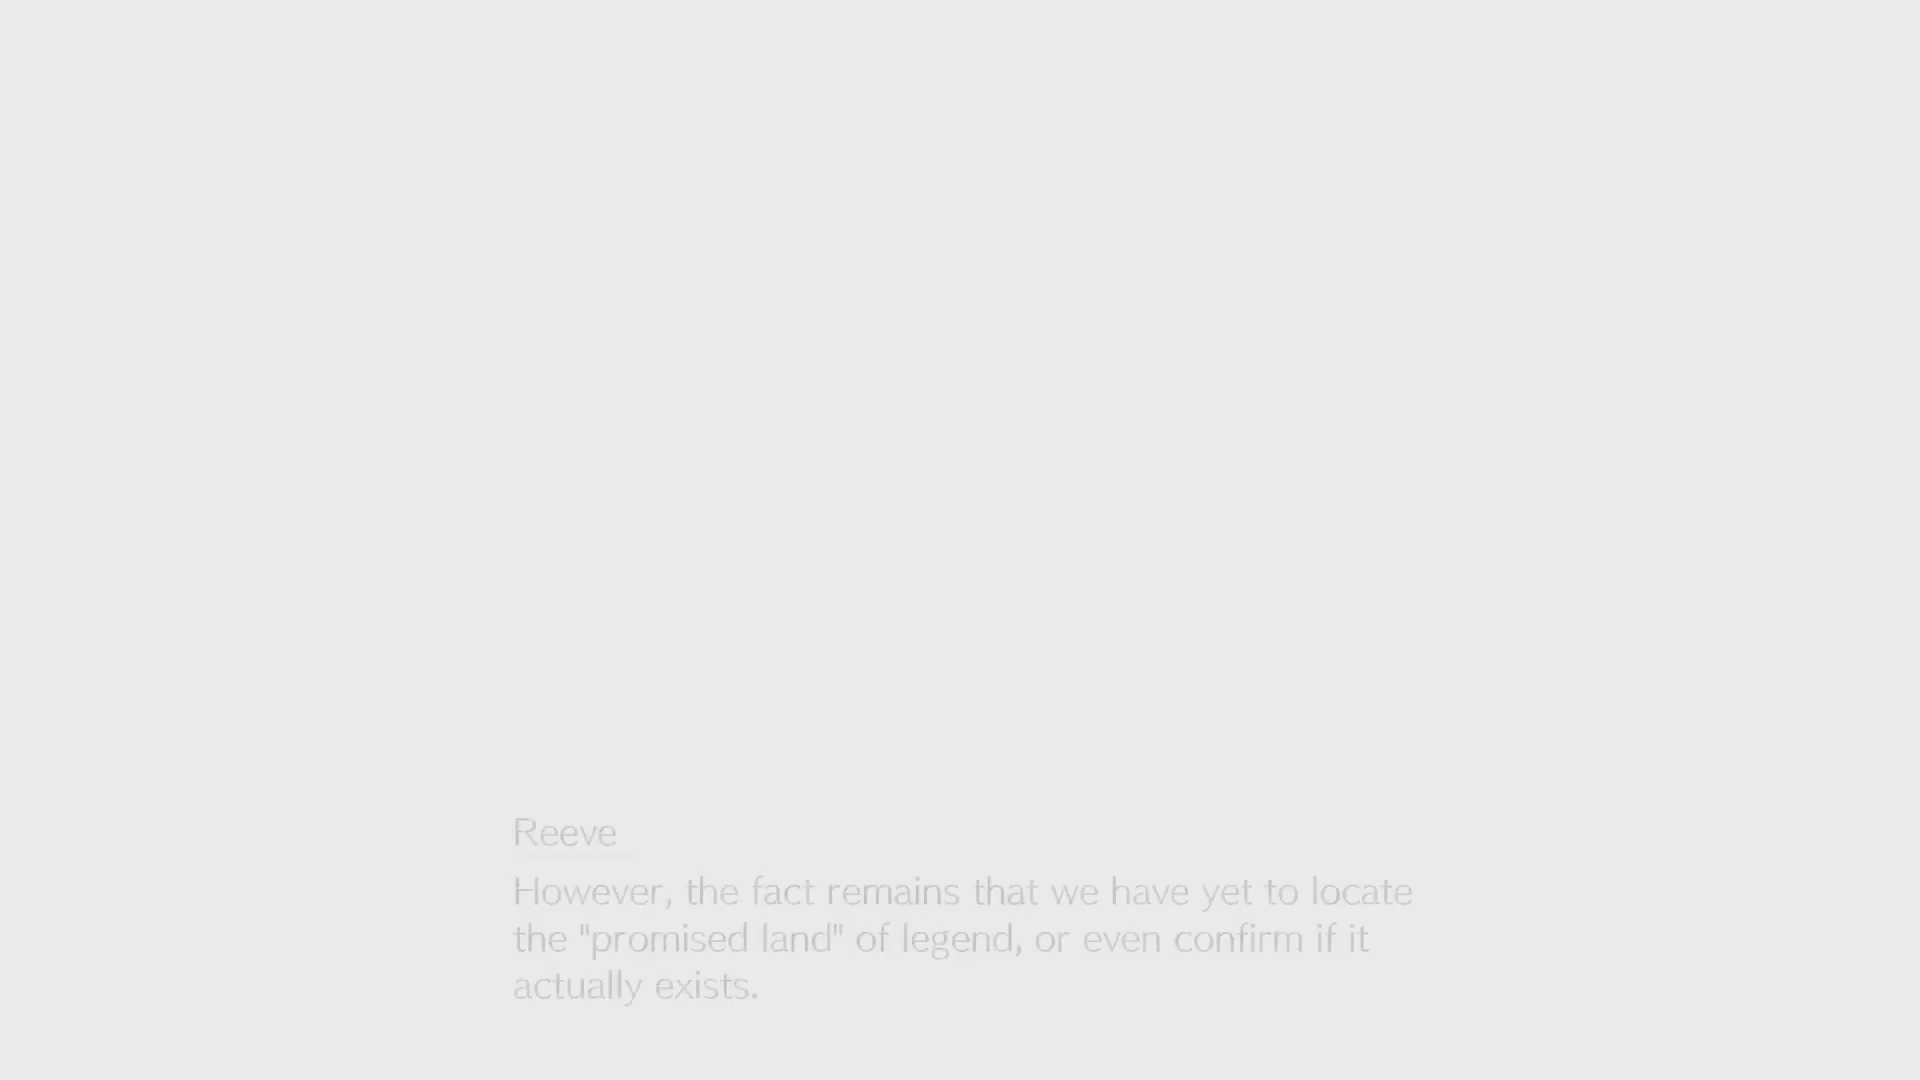 Reeve
However, the fact remains that we have yet to locate
the "promised land" of legend, or even confirm if it
actually exists.